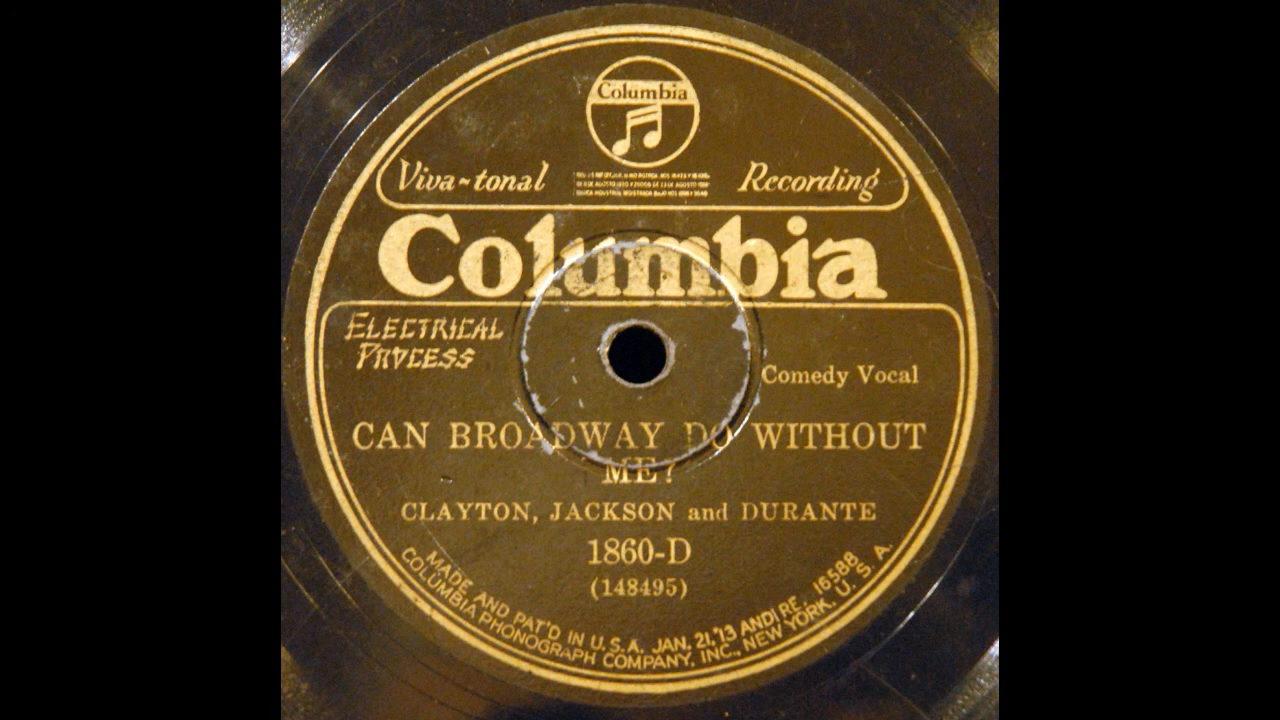 Columbia
Viva-tonal Recording
Columbia
ELECTRICAL
PROCESS
Comedy Vocal
CAN BROADWAY DO WITHOUT
ME?
CLAYTON, JACKSON and DURANTE
1860-D
(148495)
MADE AND PAT'D IN U.S.A. JAN. 21, '13 AND RE. 16588
COLUMBIA PHONOGRAPH COMPANY, INC., NEW YORK, U. S. A.